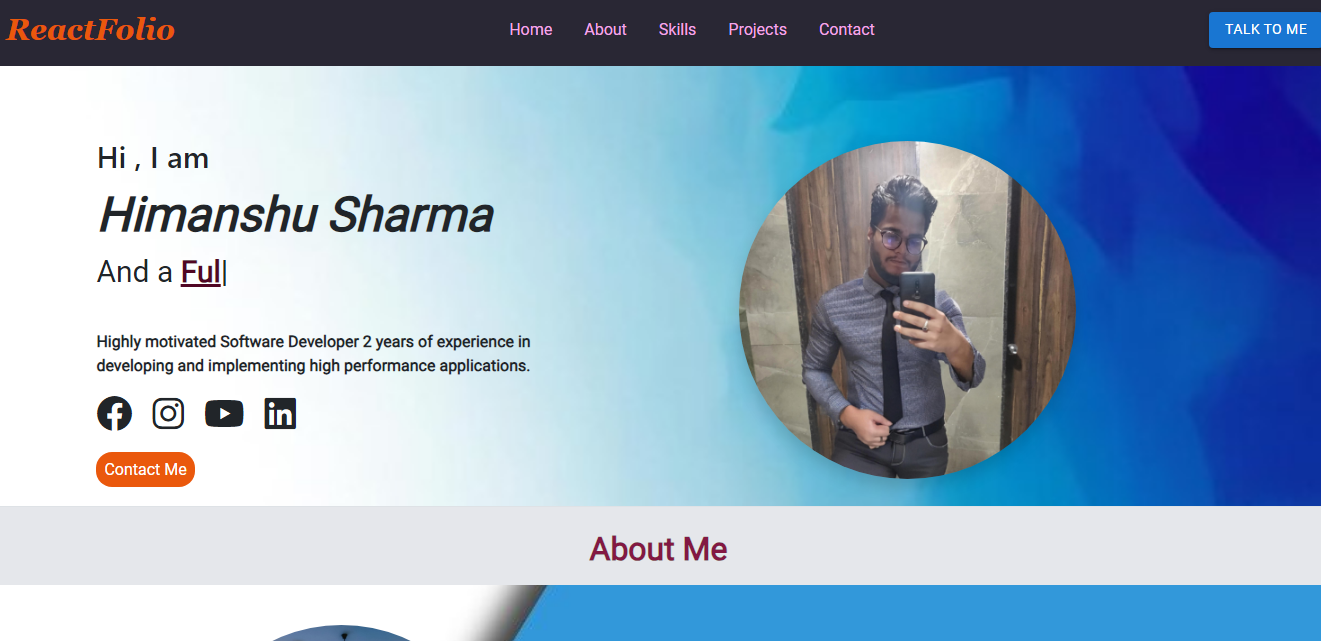 ReactFolio
Home About Skills Projects Contact
TALK TO ME
Hi , I am
Himanshu Sharma
And a Ful|
Highly motivated Software Developer 2 years of experience in
developing and implementing high performance applications.
Contact Me
About Me